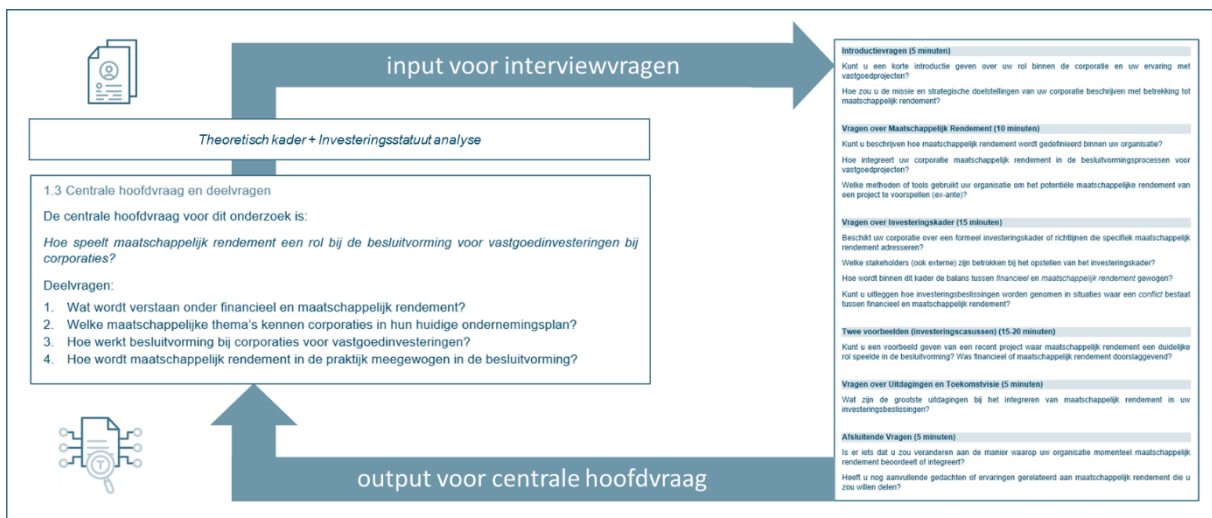 input voor interviewvragen
Theoretisch kader + Investeringsstatuut analyse
1.3 Centrale hoofdvraag en deelvragen
De centrale hoofdvraag voor dit onderzoek is:
Hoe speelt maatschappelijk rendement een rol bij de besluitvorming voor vastgoedinvesteringen bij
corporaties?
Deelvragen:
1. Wat wordt verstaan onder financieel en maatschappelijk rendement?
2. Welke maatschappelijke thema's kennen corporaties in hun huidige ondernemingsplan?
3. Hoe werkt besluitvorming bij corporaties voor vastgoedinvesteringen?
4. Hoe wordt maatschappelijk rendement in de praktijk meegewogen in de besluitvorming?
T
output voor centrale hoofdvraag
Introductievragen (5 minuten)
Kunt u een korte introductie geven over uw rol binnen de corporatie en uw ervaring met
vastgoedprojecten?
Hoe zou u de missie en strategische doelstellingen van uw corporatie beschrijven met betrekking tot
maatschappelijk rendement?
Vragen over Maatschappelijk Rendement (10 minuten)
Kunt u beschrijven hoe maatschappelijk rendement wordt gedefinieerd binnen uw organisatie?
Hoe integreert uw corporatie maatschappelijk rendement in de besluitvormingsprocessen voor
vastgoedprojecten?
Welke methoden of tools gebruikt uw organisatie om het potentiële maatschappelijke rendement van
een project te voorspellen (ex-ante)?
Vragen over Investeringskader (15 minuten)
Beschikt uw corporatie over een formeel investeringskader of richtlijnen die specifiek maatschappelijk
rendement adresseren?
Welke stakeholders (ook externe) zijn betrokken bij het opstellen van het investeringskader?
Hoe wordt binnen dit kader de balans tussen financieel en maatschappelijk rendement gewogen?
Kunt u uitleggen hoe investeringsbeslissingen worden genomen in situaties waar een conflict bestaat
tussen financieel en maatschappelijk rendement?
Twee voorbeelden (investeringscasussen) (15-20 minuten)
Kunt u een voorbeeld geven van een recent project waar maatschappelijk rendement een duidelijke
rol speelde in de besluitvorming? Was financieel of maatschappelijk rendement doorslaggevend?
Vragen over Uitdagingen en Toekomstvisie (5 minuten)
Wat zijn de grootste uitdagingen bij het integreren van maatschappelijk rendement in uw
investeringsbeslissingen?
Afsluitende Vragen (5 minuten)
Is er iets dat u zou veranderen aan de manier waarop uw organisatie momenteel maatschappelijk
rendement beoordeelt of integreert?
Heeft u nog aanvullende gedachten of ervaringen gerelateerd aan maatschappelijk rendement die u
zou willen delen?